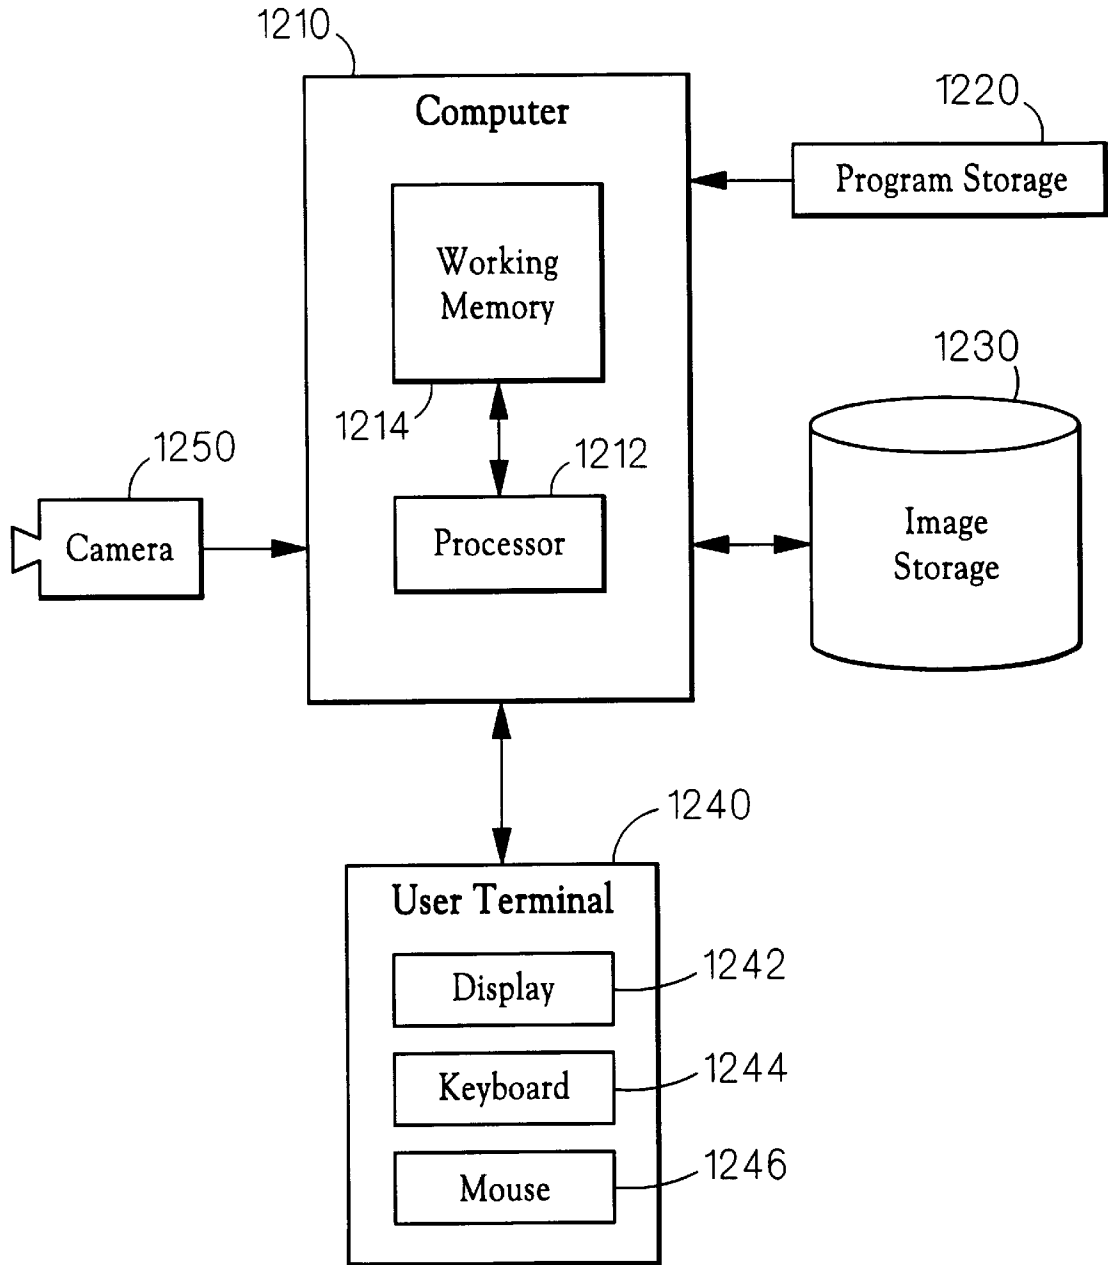 1210
Computer
1220
Program Storage
Working
Memory
1214
1230
1250
1212
Camera
Processor
Image
Storage
1240
User Terminal
Display
1242
Keyboard
1244
Mouse
1246